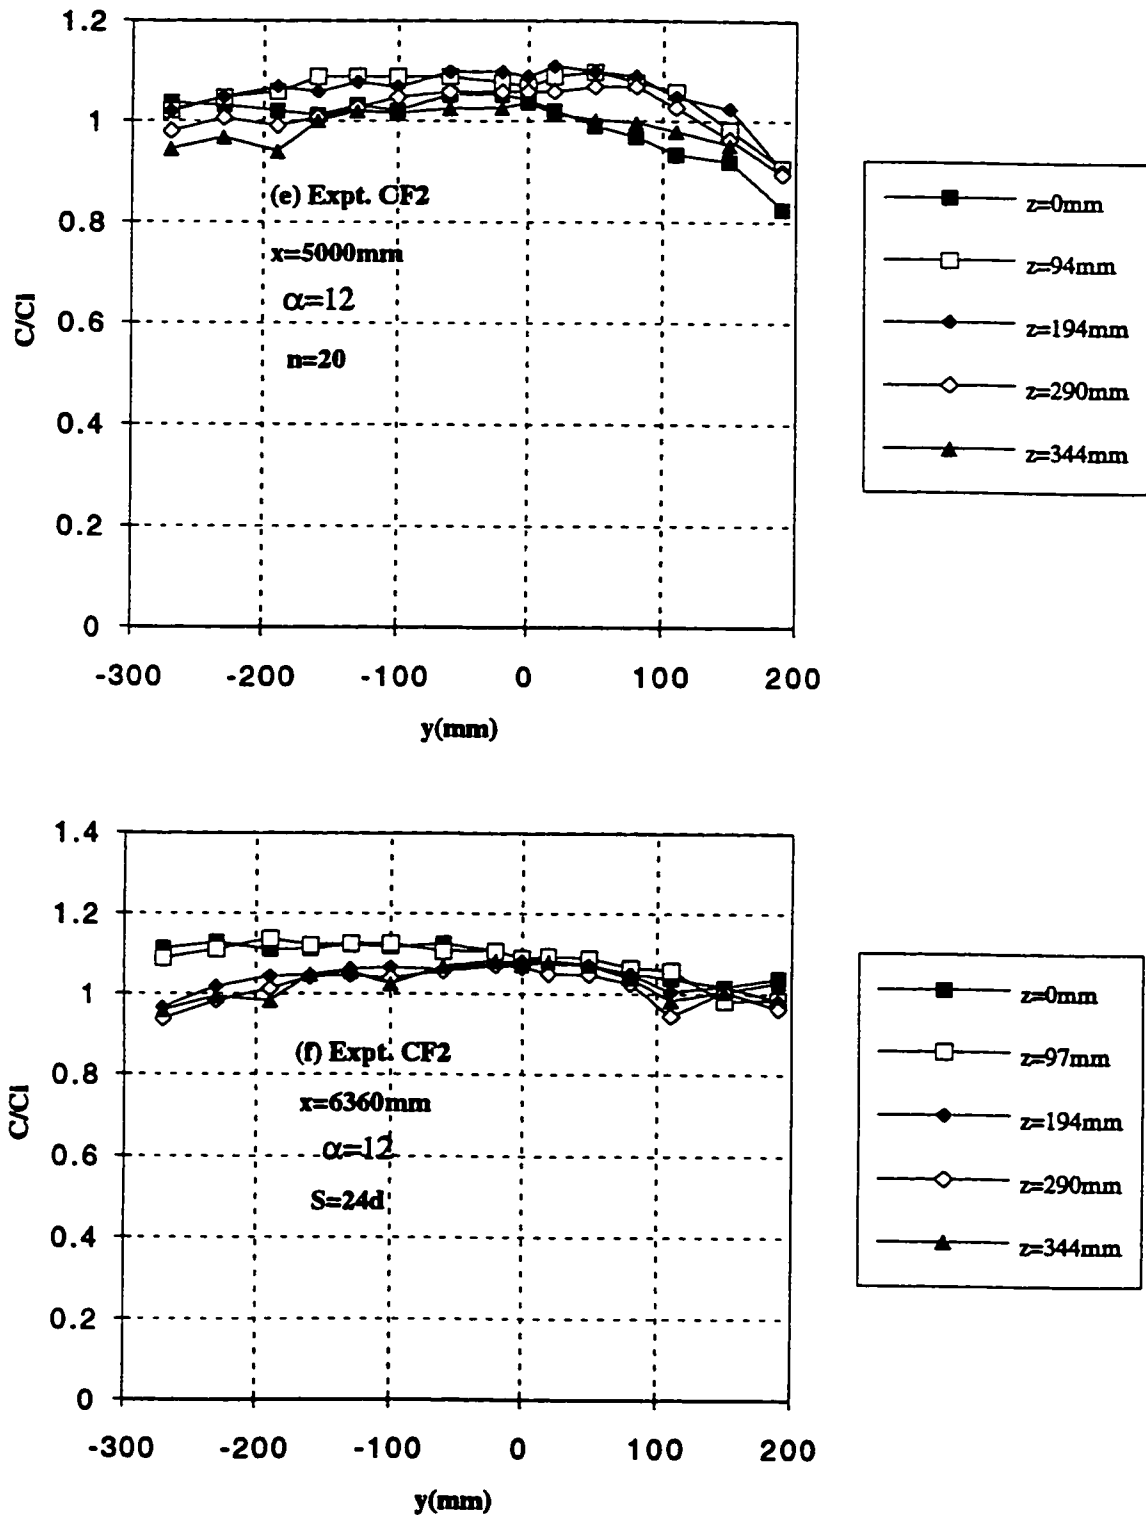 1.2
1
0.8
0.6
0.4
0.2
0
C/Cl
(e) Expt. CF2
x=5000mm
α=12
n=20
-300 -200 -100 0 100 200
y(mm)
z=0mm
z=94mm
z=194mm
z=290mm
z=344mm
1.4
1.2
1
0.8
0.6
0.4
0.2
0
C/Cl
(f) Expt. CF2
x=6360mm
α=12
S=24d
-300 -200 -100 0 100 200
y(mm)
z=0mm
z=97mm
z=194mm
z=290mm
z=344mm